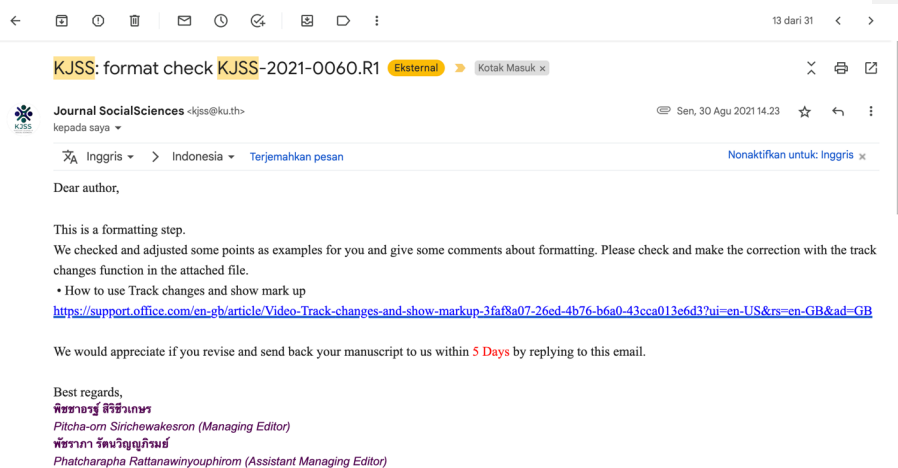 13 dari 31
KJSS: format check KJSS-2021-0060.R1 Eksternal Kotak Masuk ×
Journal SocialSciences <kjss@ku.th> Sen, 30 Agu 2021 14.23
KJSS
kepada saya
Inggris > Indonesia Terjemahkan pesan Nonaktifkan untuk: Inggris ×
Dear author,
This is a formatting step.
We checked and adjusted some points as examples for you and give some comments about formatting. Please check and make the correction with the track
changes function in the attached file.
• How to use Track changes and show mark up
https://support.office.com/en-gb/article/Video-Track-changes-and-show-markup-3faf8a07-26ed-4b76-b6a0-43cca013e6d3?ui=en-US&rs=en-GB&ad=GB
We would appreciate if you revise and send back your manuscript to us within 5 Days by replying to this email.
Best regards,
พิชชาอรฐ์ สิริชีวเกษร
Pitcha-orn Sirichewakesron (Managing Editor)
พัชราภา รัตนวิญญูภิรมย์
Phatcharapha Rattanawinyouphirom (Assistant Managing Editor)